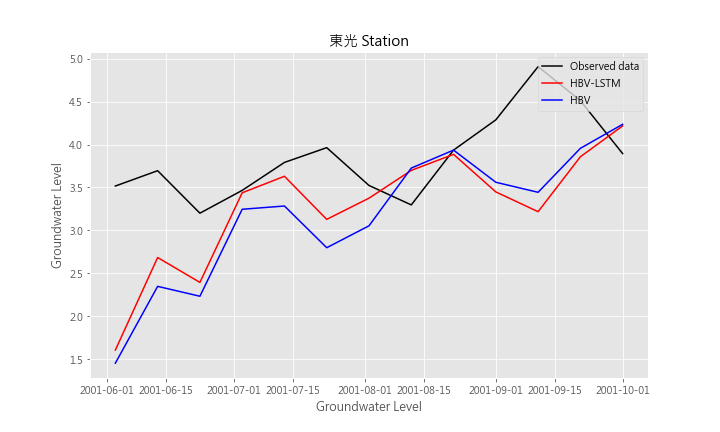 東光 Station
Observed data
HBV-LSTM
HBV
Groundwater Level
5.0
4.5
4.0
3.5
3.0
2.5
2.0
1.5
2001-06-01 2001-06-15 2001-07-01 2001-07-15 2001-08-01 2001-08-15 2001-09-01 2001-09-15 2001-10-01
Groundwater Level